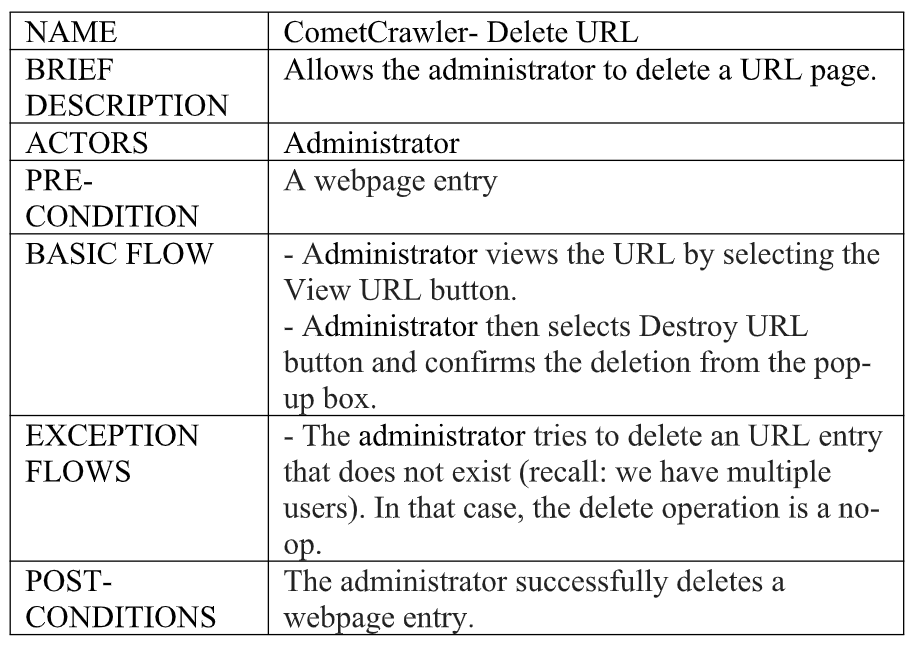 NAME
CometCrawler- Delete URL
BRIEF
DESCRIPTION
Allows the administrator to delete a URL page.
ACTORS
Administrator
PRE-
CONDITION
A webpage entry
BASIC FLOW
- Administrator views the URL by selecting the
View URL button.
- Administrator then selects Destroy URL
button and confirms the deletion from the pop-
up box.
EXCEPTION
FLOWS
- The administrator tries to delete an URL entry
that does not exist (recall: we have multiple
users). In that case, the delete operation is a no-
op.
POST-
CONDITIONS
The administrator successfully deletes a
webpage entry.